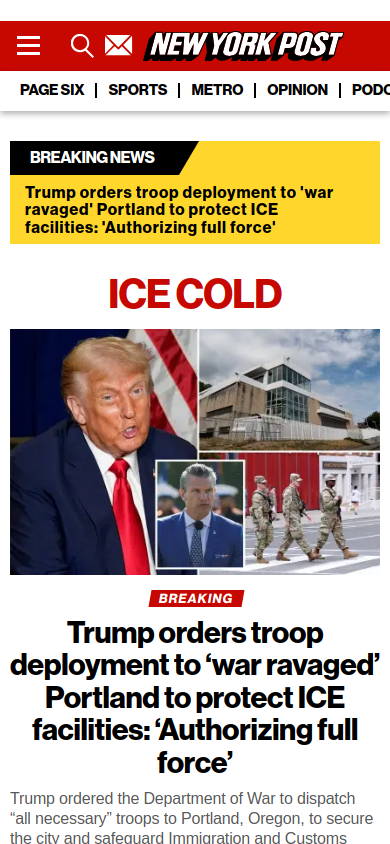 NEW YORK POST
PAGE SIX | SPORTS | METRO | OPINION | PODC
BREAKING NEWS
Trump orders troop deployment to 'war
ravaged' Portland to protect ICE
facilities: 'Authorizing full force'
ICE COLD
BREAKING
Trump orders troop
deployment to ‘war ravaged’
Portland to protect ICE
facilities: ‘Authorizing full
force’
Trump ordered the Department of War to dispatch
“all necessary” troops to Portland, Oregon, to secure
the city and safeguard Immigration and Customs